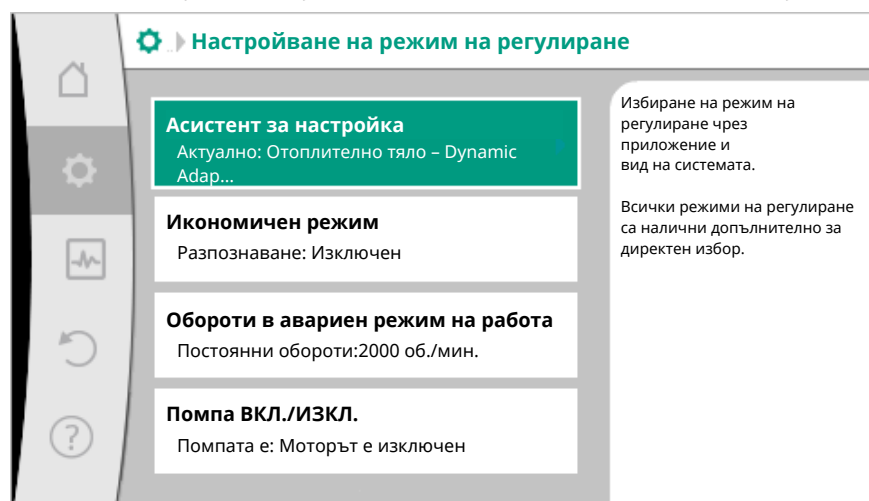 Настройване на режим на регулиране
Асистент за настройка
Актуално: Отоплително тяло – Dynamic
Adap...
Икономичен режим
Разпознаване: Изключен
Обороти в авариен режим на работа
Постоянни обороти:2000 об./мин.
Помпа ВКЛ./ИЗКЛ.
Помпата е: Моторът е изключен
Избиране на режим на
регулиране чрез
приложение и
вид на системата.
Всички режими на регулиране
са налични допълнително за
директен избор.